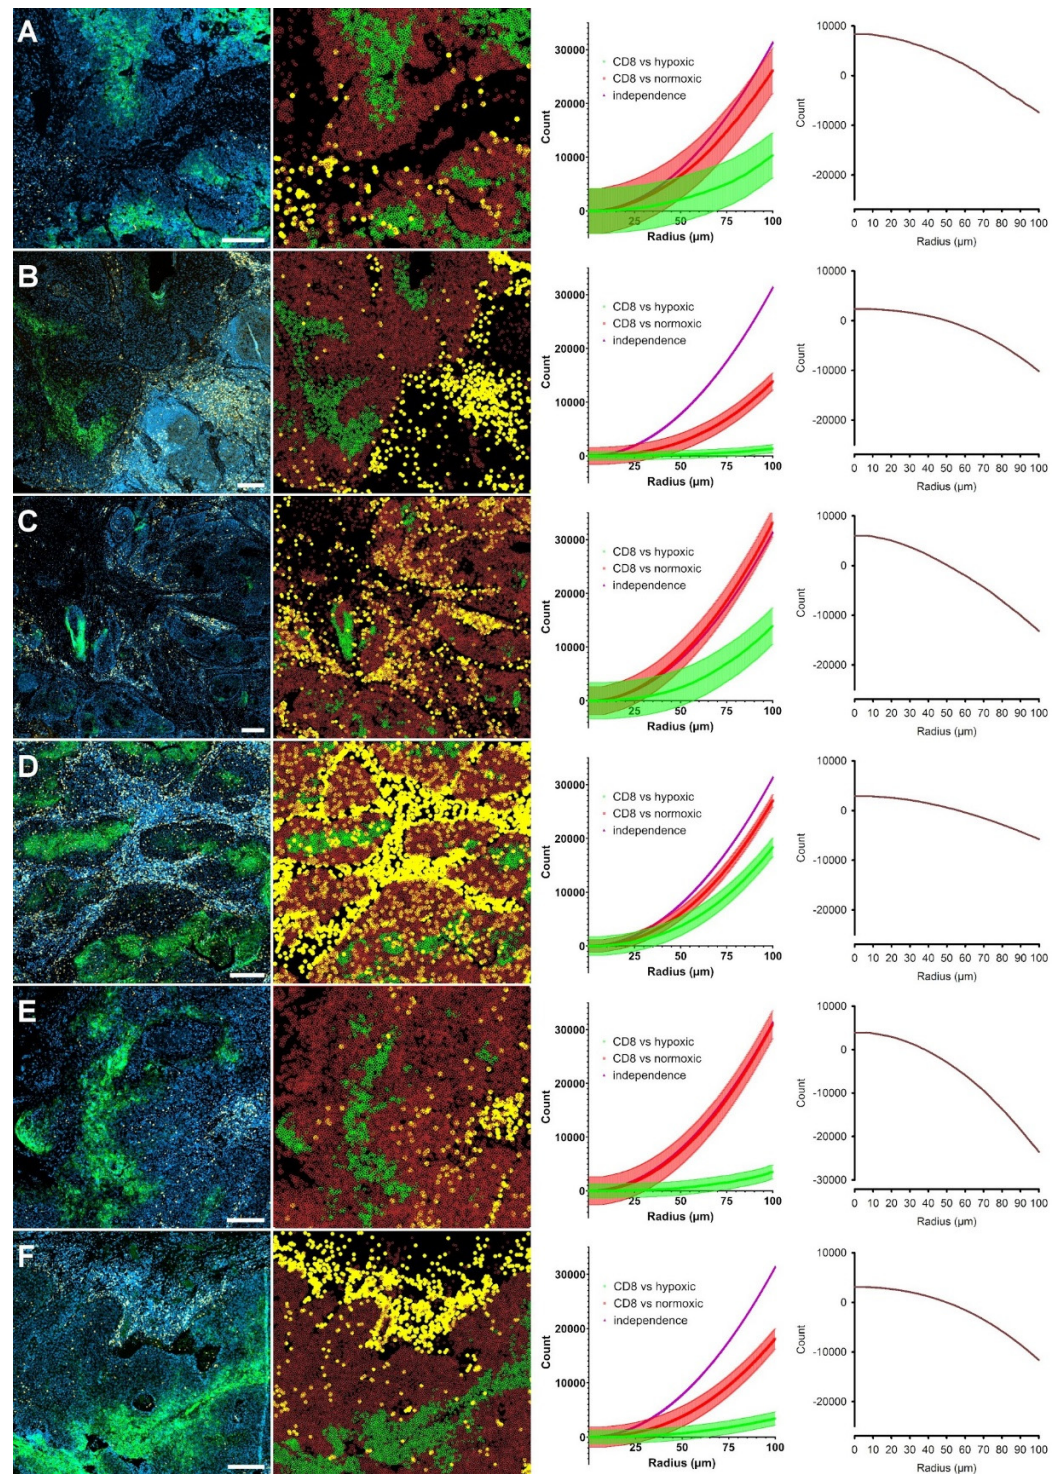 A
30000
20000
10000
0
Count
CD8 vs hypoxic
CD8 vs normoxic
independence
25
50
75
100
Radius (µm)
10000
0
-10000
-20000
Count
0 10 20 30 40 50 60 70 80 90 100
Radius (µm)
B
30000
20000
10000
0
Count
CD8 vs hypoxic
CD8 vs normoxic
independence
25
50
75
100
Radius (µm)
10000
0
-10000
-20000
Count
0 10 20 30 40 50 60 70 80 90 100
Radius (µm)
C
30000
20000
10000
0
Count
CD8 vs hypoxic
CD8 vs normoxic
independence
25
50
75
100
Radius (µm)
10000
0
-10000
-20000
Count
0 10 20 30 40 50 60 70 80 90 100
Radius (µm)
D
30000
20000
10000
0
Count
CD8 vs hypoxic
CD8 vs normoxic
independence
25
50
75
100
Radius (µm)
10000
0
-10000
-20000
Count
0 10 20 30 40 50 60 70 80 90 100
Radius (µm)
E
30000
20000
10000
0
Count
CD8 vs hypoxic
CD8 vs normoxic
independence
25
50
75
100
Radius (µm)
10000
0
-10000
-20000
-30000
Count
0 10 20 30 40 50 60 70 80 90 100
Radius (µm)
F
30000
20000
10000
0
Count
CD8 vs hypoxic
CD8 vs normoxic
independence
25
50
75
100
Radius (µm)
10000
0
-10000
-20000
Count
0 10 20 30 40 50 60 70 80 90 100
Radius (µm)